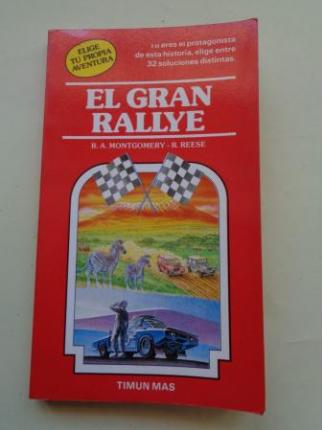 ELIGE
TU PROPIA
AVENTURA
Tu eres el protagonista
de esta historia, elige entre
32 soluciones distintas.
EL GRAN
RALLYE
R. A. MONTGOMERY - R. REESE
TIMUN MAS